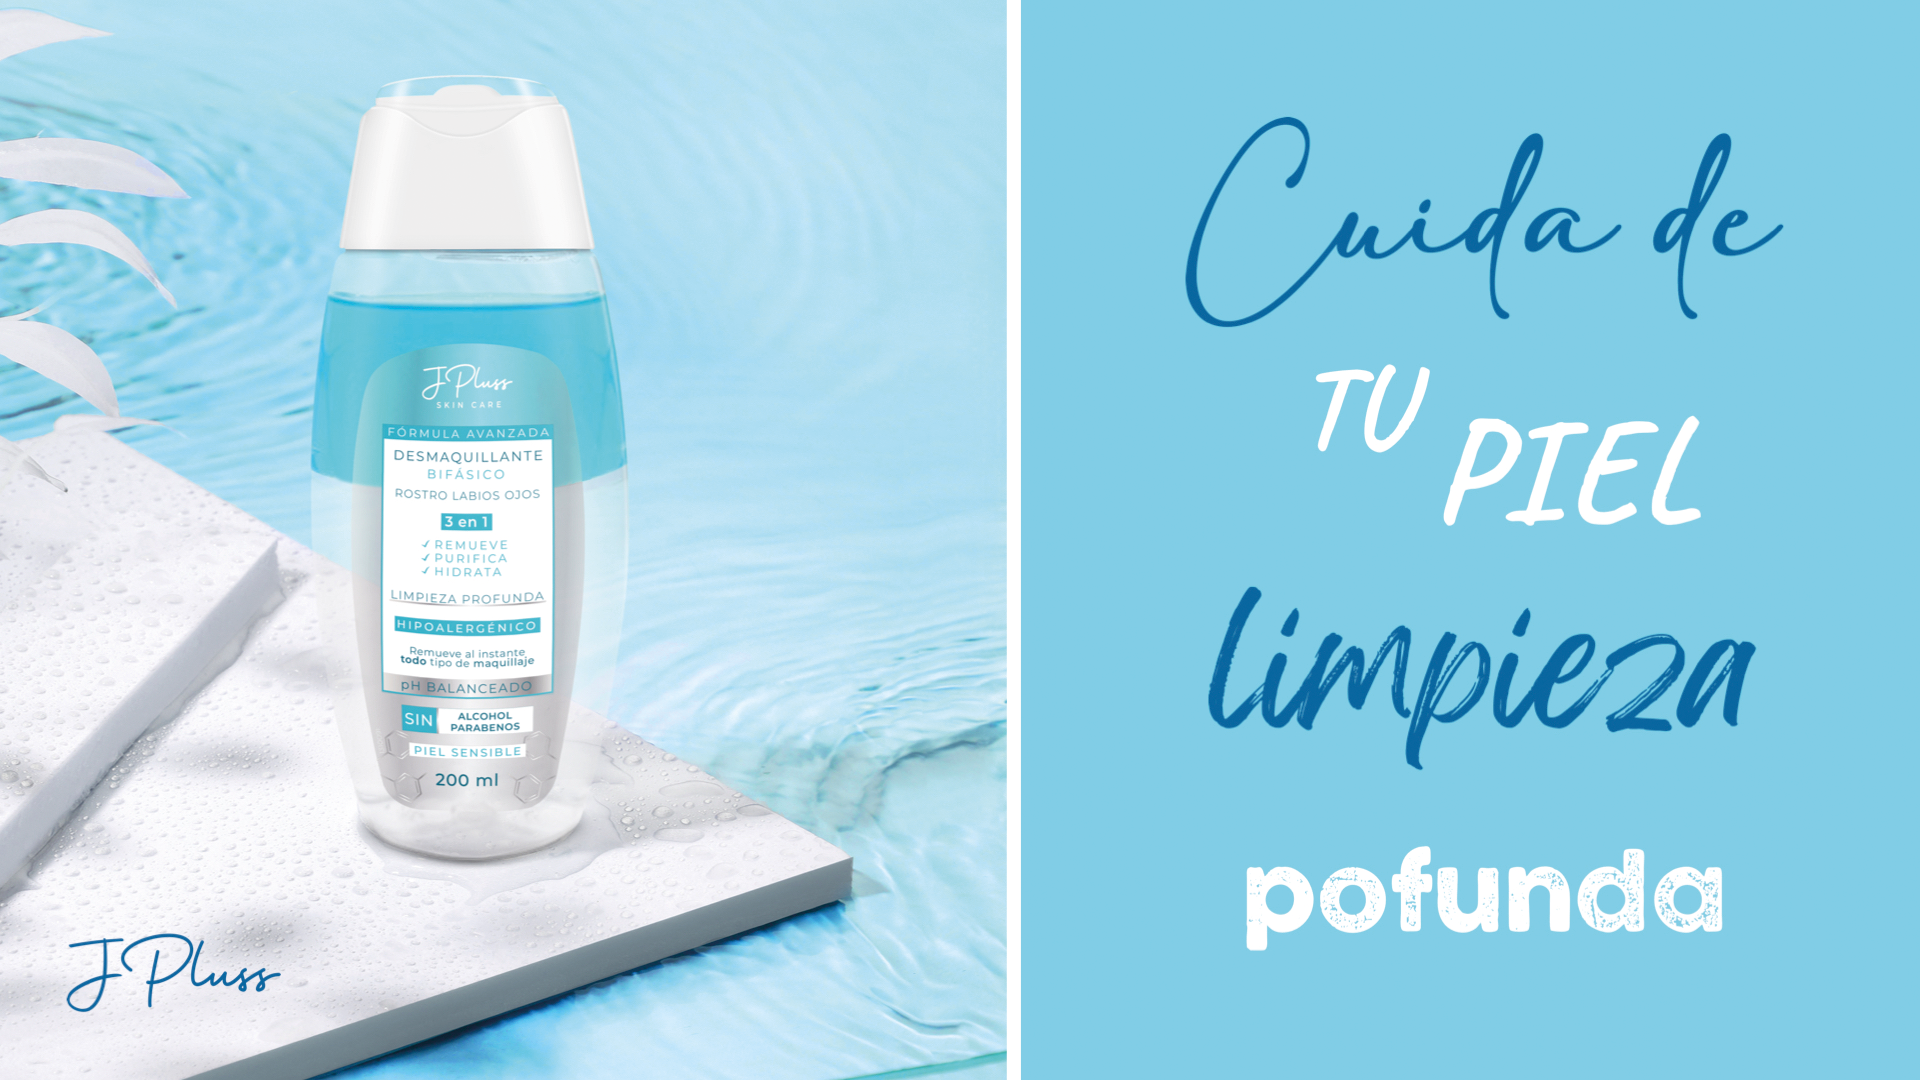 J Pluss
SKIN CARE
FÓRMULA AVANZADA
DESMAQUILLANTE
BIFÁSICO
ROSTRO LABIOS OJOS
3 en 1
✓ REMUEVE
✓ PURIFICA
✓ HIDRATA
LIMPIEZA PROFUNDA
HIPOALERGÉNICO
Remueve al instante
todo tipo de maquillaje
pH BALANCEADO
SIN ALCOHOL
PARABENOS
PIEL SENSIBLE
200 ml
J Pluss
Cuida de
TU PIEL
limpieza
pofunda